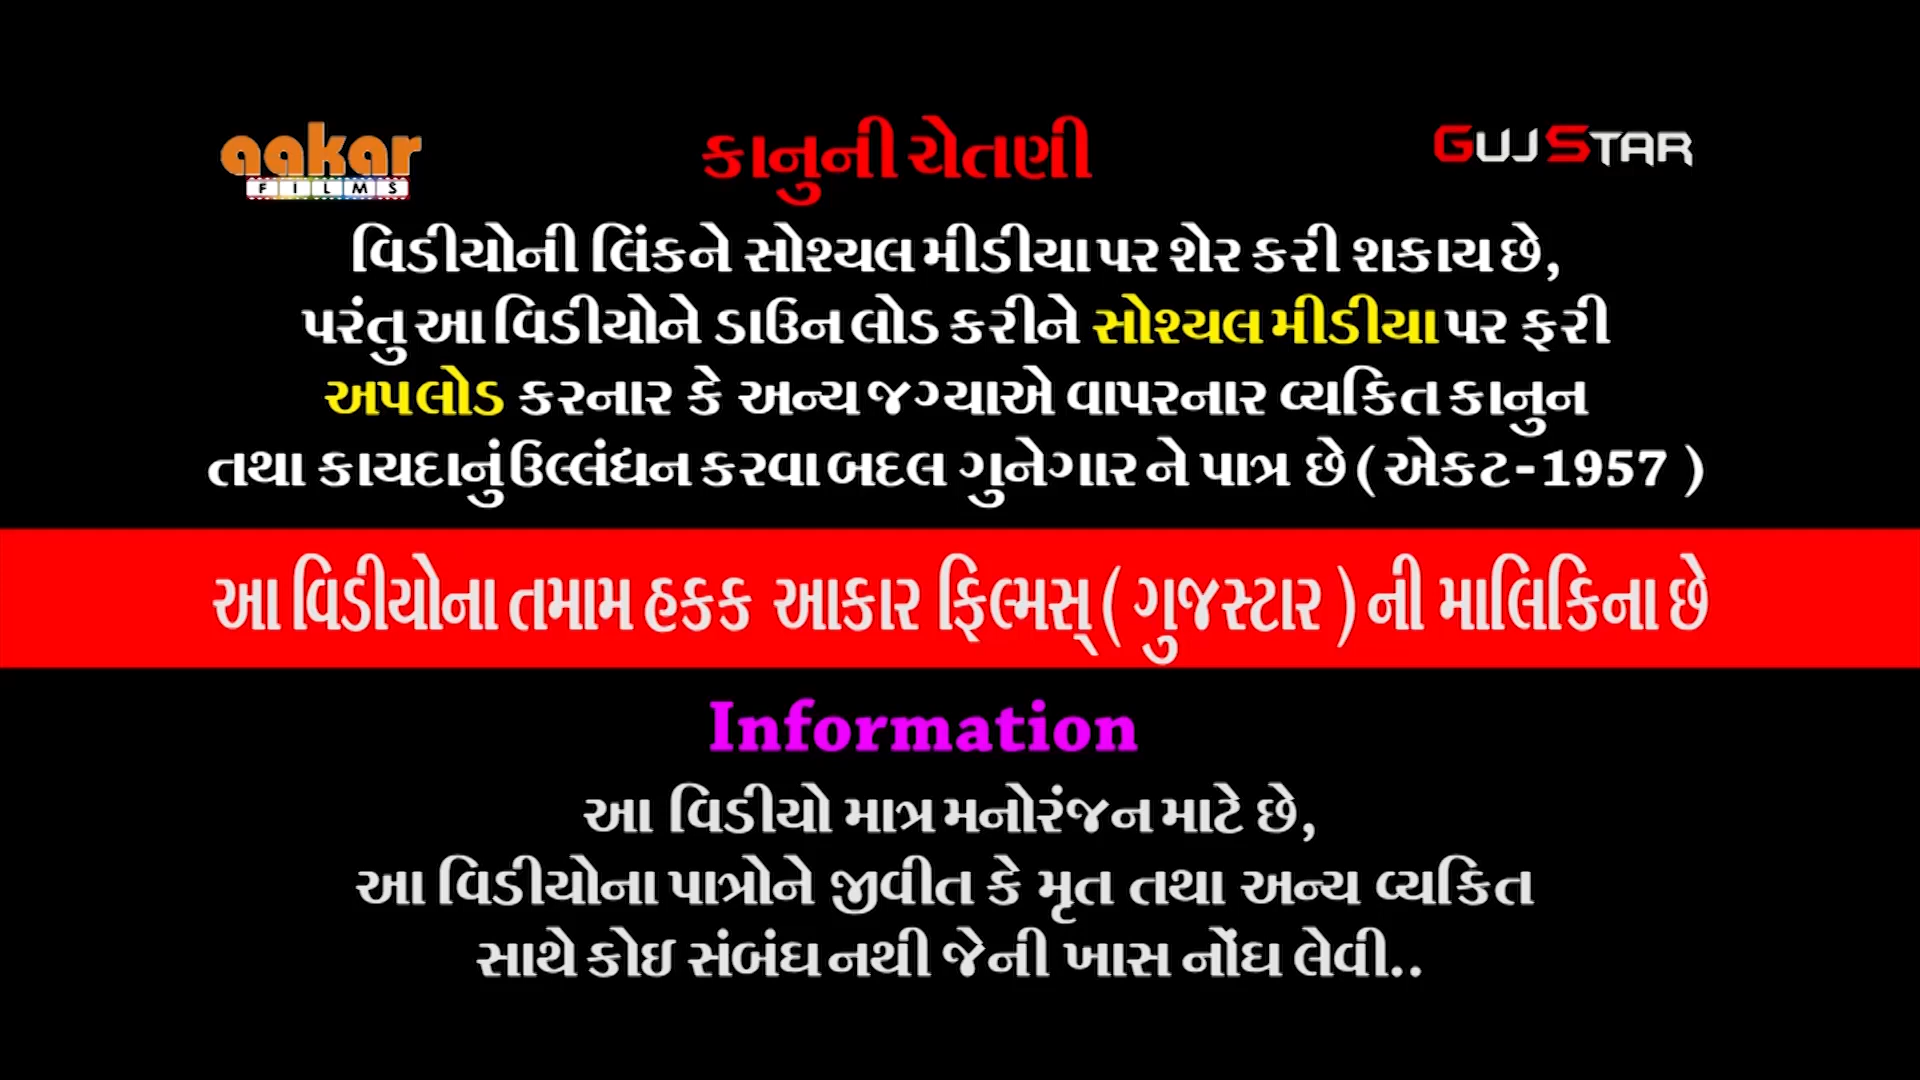 aakar
FILMS
કાનુની ચેતણી
GUJSTAR
વિડીયોની લિંકને સોશ્યલ મીડીયા પર શેર કરી શકાય છે,
પરંતુ આ વિડીયોને ડાઉનલોડ કરીને સોશ્યલ મીડીયા પર ફરી
અપલોડ કરનાર કે અન્ય જગ્યાએ વાપરનાર વ્યકિત કાનુન
તથા કાયદાનું ઉલ્લંઘન કરવા બદલ ગુનેગાર ને પાત્ર છે ( એકટ-1957 )
આ વિડીયોના તમામ હકક આકાર ફિલ્મસ્ ( ગુજસ્ટાર ) ની માલિકિના છે
Information
આ વિડીયો માત્ર મનોરંજન માટે છે,
આ વિડીયોના પાત્રોને જીવીત કે મૃત તથા અન્ય વ્યકિત
સાથે કોઇ સંબંઘ નથી જેની ખાસ નોંઘ લેવી..